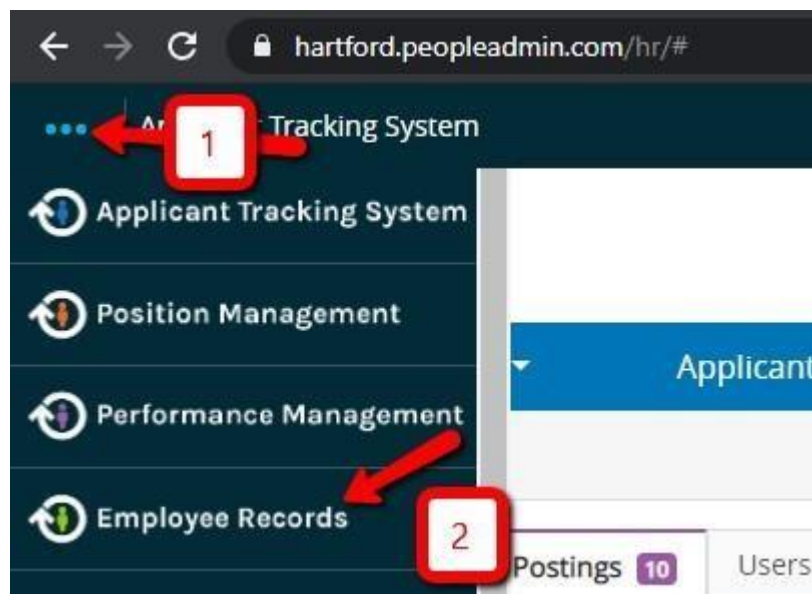 hartford.peopleadmin.com/hr/#
Tracking System
1
Applicant Tracking System
Position Management
Applicant
Performance Management
Employee Records
2
Postings 10 Users